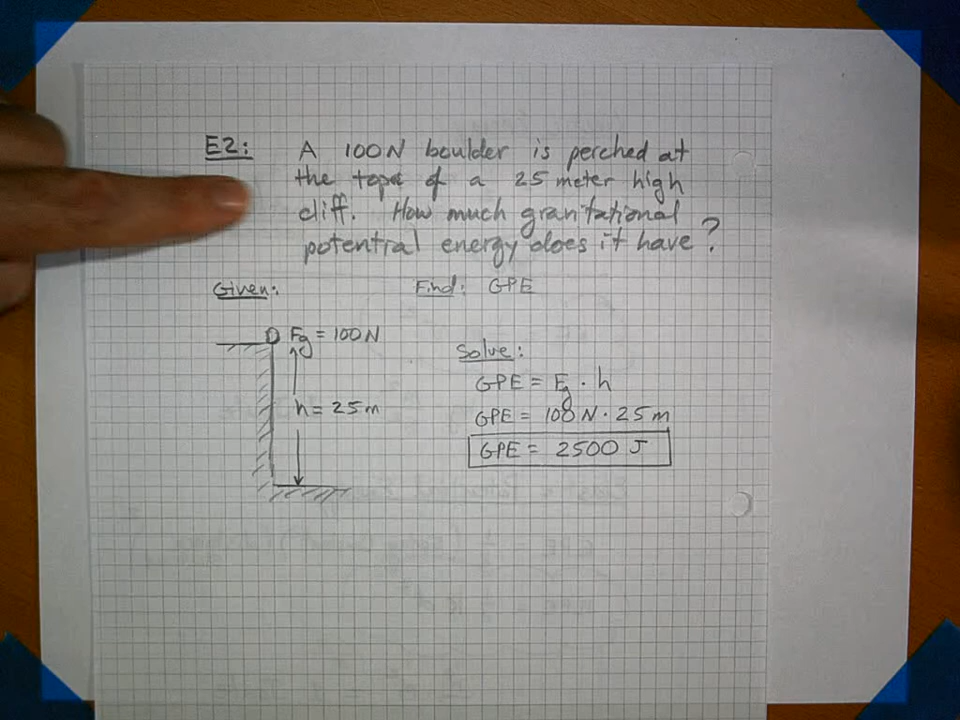 E2: A 100N boulder is perched at
the top of a 25 meter high
cliff. How much gravitational
potential energy does it have?
Given: Find: GPE
Fg = 100N
h = 25m
Solve:
GPE = Fg · h
GPE = 100 N · 25 m
GPE = 2500 J